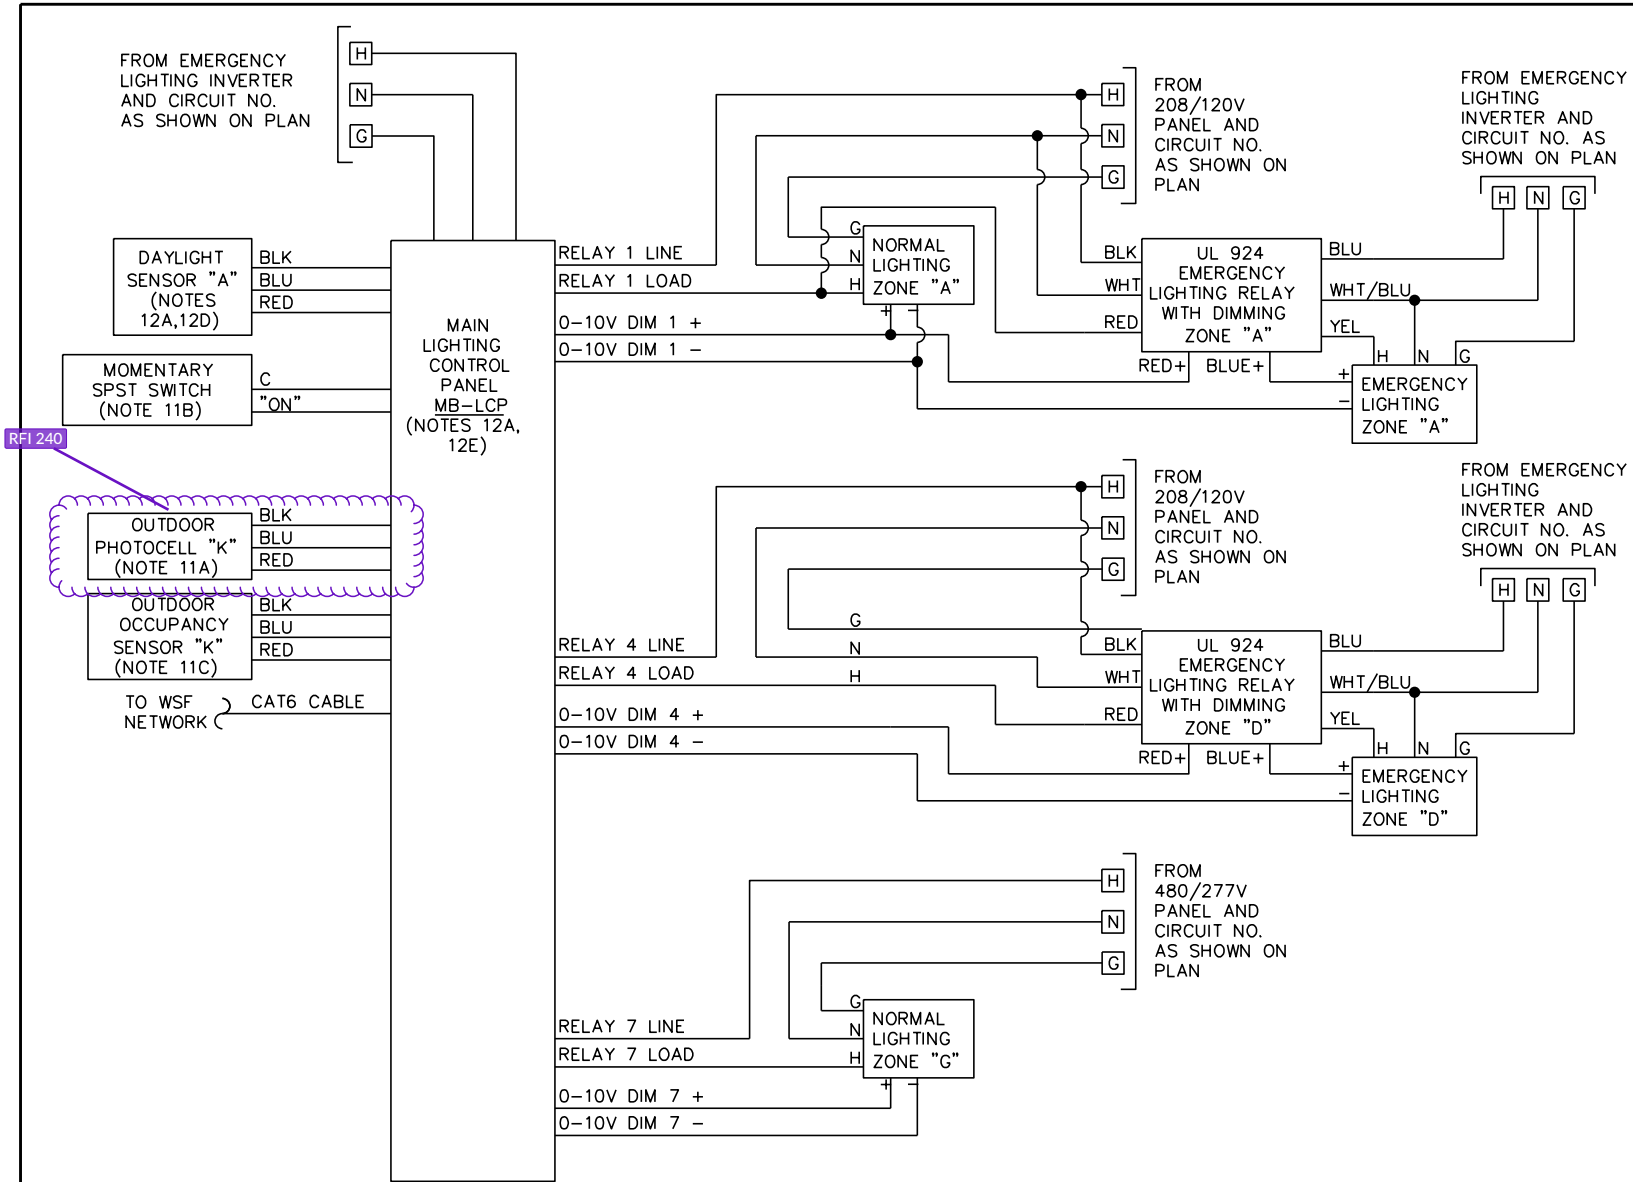 FROM EMERGENCY
LIGHTING INVERTER
AND CIRCUIT NO.
AS SHOWN ON PLAN
H
N
G
DAYLIGHT
SENSOR "A"
(NOTES
12A,12D)
BLK
BLU
RED
MOMENTARY
SPST SWITCH
(NOTE 11B)
C
"ON"
RFI 240
OUTDOOR
PHOTOCELL "K"
(NOTE 11A)
BLK
BLU
RED
OUTDOOR
OCCUPANCY
SENSOR "K"
(NOTE 11C)
BLK
BLU
RED
TO WSF
NETWORK
CAT6 CABLE
MAIN
LIGHTING
CONTROL
PANEL
MB-LCP
(NOTES 12A,
12E)
RELAY 1 LINE
RELAY 1 LOAD
0-10V DIM 1 +
0-10V DIM 1 -
G
N
H
NORMAL
LIGHTING
ZONE "A"
+ -
H
N
G
FROM
208/120V
PANEL AND
CIRCUIT NO.
AS SHOWN ON
PLAN
BLK
WHT
RED
UL 924
EMERGENCY
LIGHTING RELAY
WITH DIMMING
ZONE "A"
RED+ BLUE+
BLU
WHT/BLU
YEL
FROM EMERGENCY
LIGHTING
INVERTER AND
CIRCUIT NO. AS
SHOWN ON PLAN
H N G
H N G
+
-
EMERGENCY
LIGHTING
ZONE "A"
RELAY 4 LINE
RELAY 4 LOAD
0-10V DIM 4 +
0-10V DIM 4 -
G
N
H
H
N
G
FROM
208/120V
PANEL AND
CIRCUIT NO.
AS SHOWN ON
PLAN
BLK
WHT
RED
UL 924
EMERGENCY
LIGHTING RELAY
WITH DIMMING
ZONE "D"
RED+ BLUE+
BLU
WHT/BLU
YEL
FROM EMERGENCY
LIGHTING
INVERTER AND
CIRCUIT NO. AS
SHOWN ON PLAN
H N G
H N G
+
-
EMERGENCY
LIGHTING
ZONE "D"
RELAY 7 LINE
RELAY 7 LOAD
0-10V DIM 7 +
0-10V DIM 7 -
G
N
H
NORMAL
LIGHTING
ZONE "G"
+ -
H
N
G
FROM
480/277V
PANEL AND
CIRCUIT NO.
AS SHOWN ON
PLAN